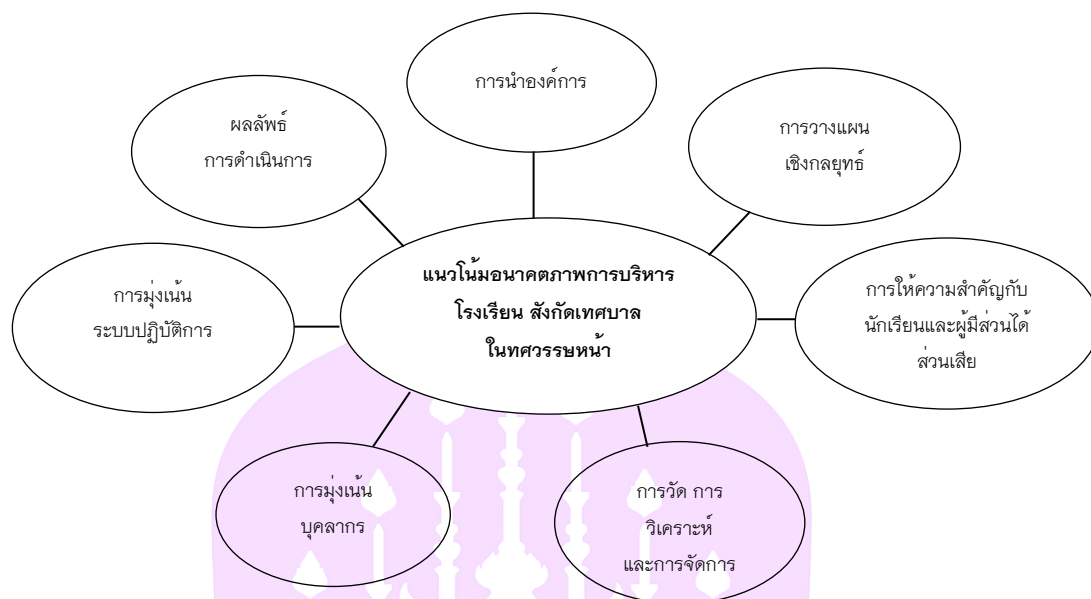 การนำองค์การ
การวางแผน
เชิงกลยุทธ์
การให้ความสำคัญกับ
นักเรียนและผู้มีส่วนได้
ส่วนเสีย
การวัด การ
วิเคราะห์
และการจัดการ
การมุ่งเน้น
บุคลากร
การมุ่งเน้น
ระบบปฏิบัติการ
ผลลัพธ์
การดำเนินการ
แนวโน้มอนาคตภาพการบริหาร
โรงเรียน สังกัดเทศบาล
ในทศวรรษหน้า